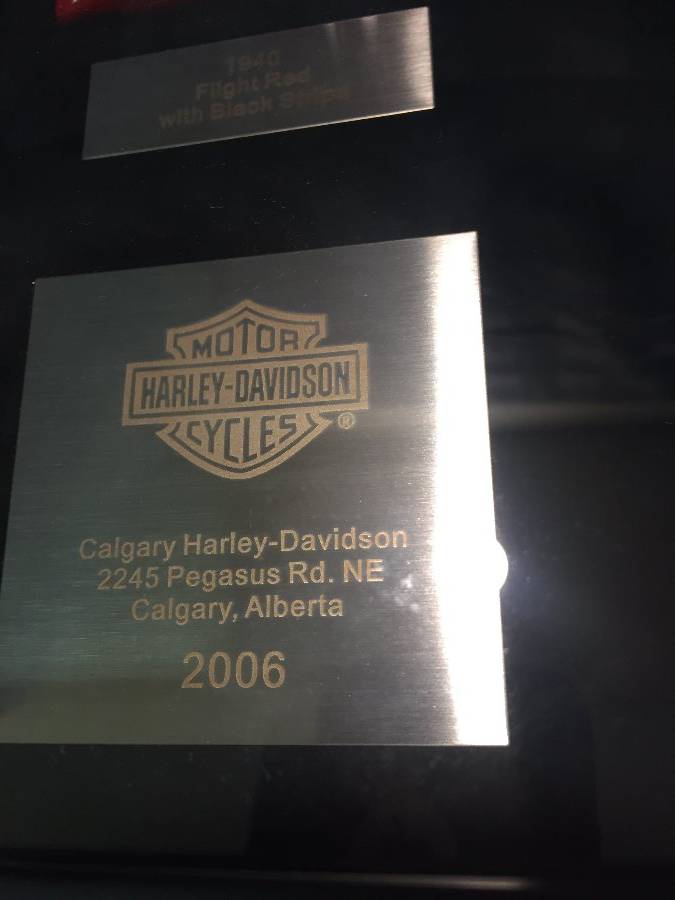 1940
Flight Red
with Black Stripe
MOTOR
HARLEY-DAVIDSON
CYCLES
®
Calgary Harley-Davidson
2245 Pegasus Rd. NE
Calgary, Alberta
2006